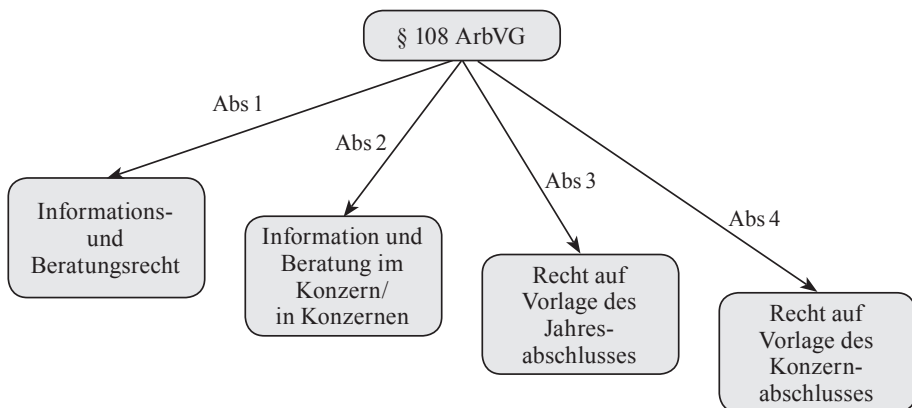 § 108 ArbVG
Abs 1
Abs 2
Abs 3
Abs 4
Informations-
und
Beratungsrecht
Information und
Beratung im
Konzern/
in Konzernen
Recht auf
Vorlage des
Jahres-
abschlusses
Recht auf
Vorlage des
Konzern-
abschlusses